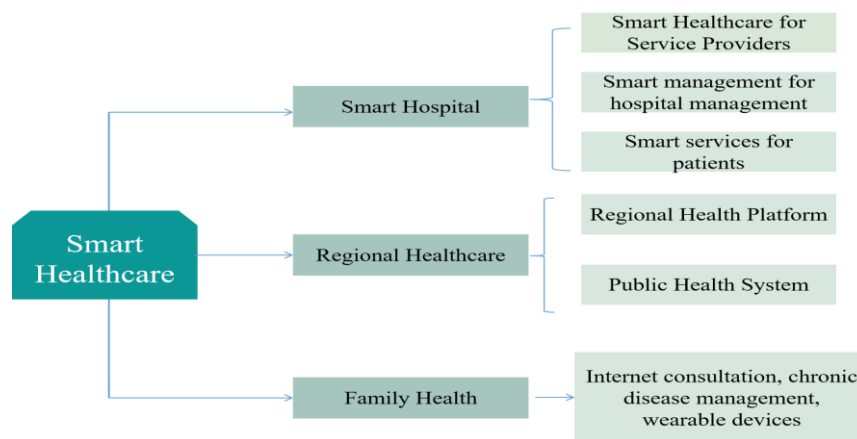 Smart Healthcare for
Service Providers
Smart Hospital
Smart management for
hospital management
Smart services for
patients
Smart
Healthcare
Regional Healthcare
Regional Health Platform
Public Health System
Family Health
Internet consultation, chronic
disease management,
wearable devices